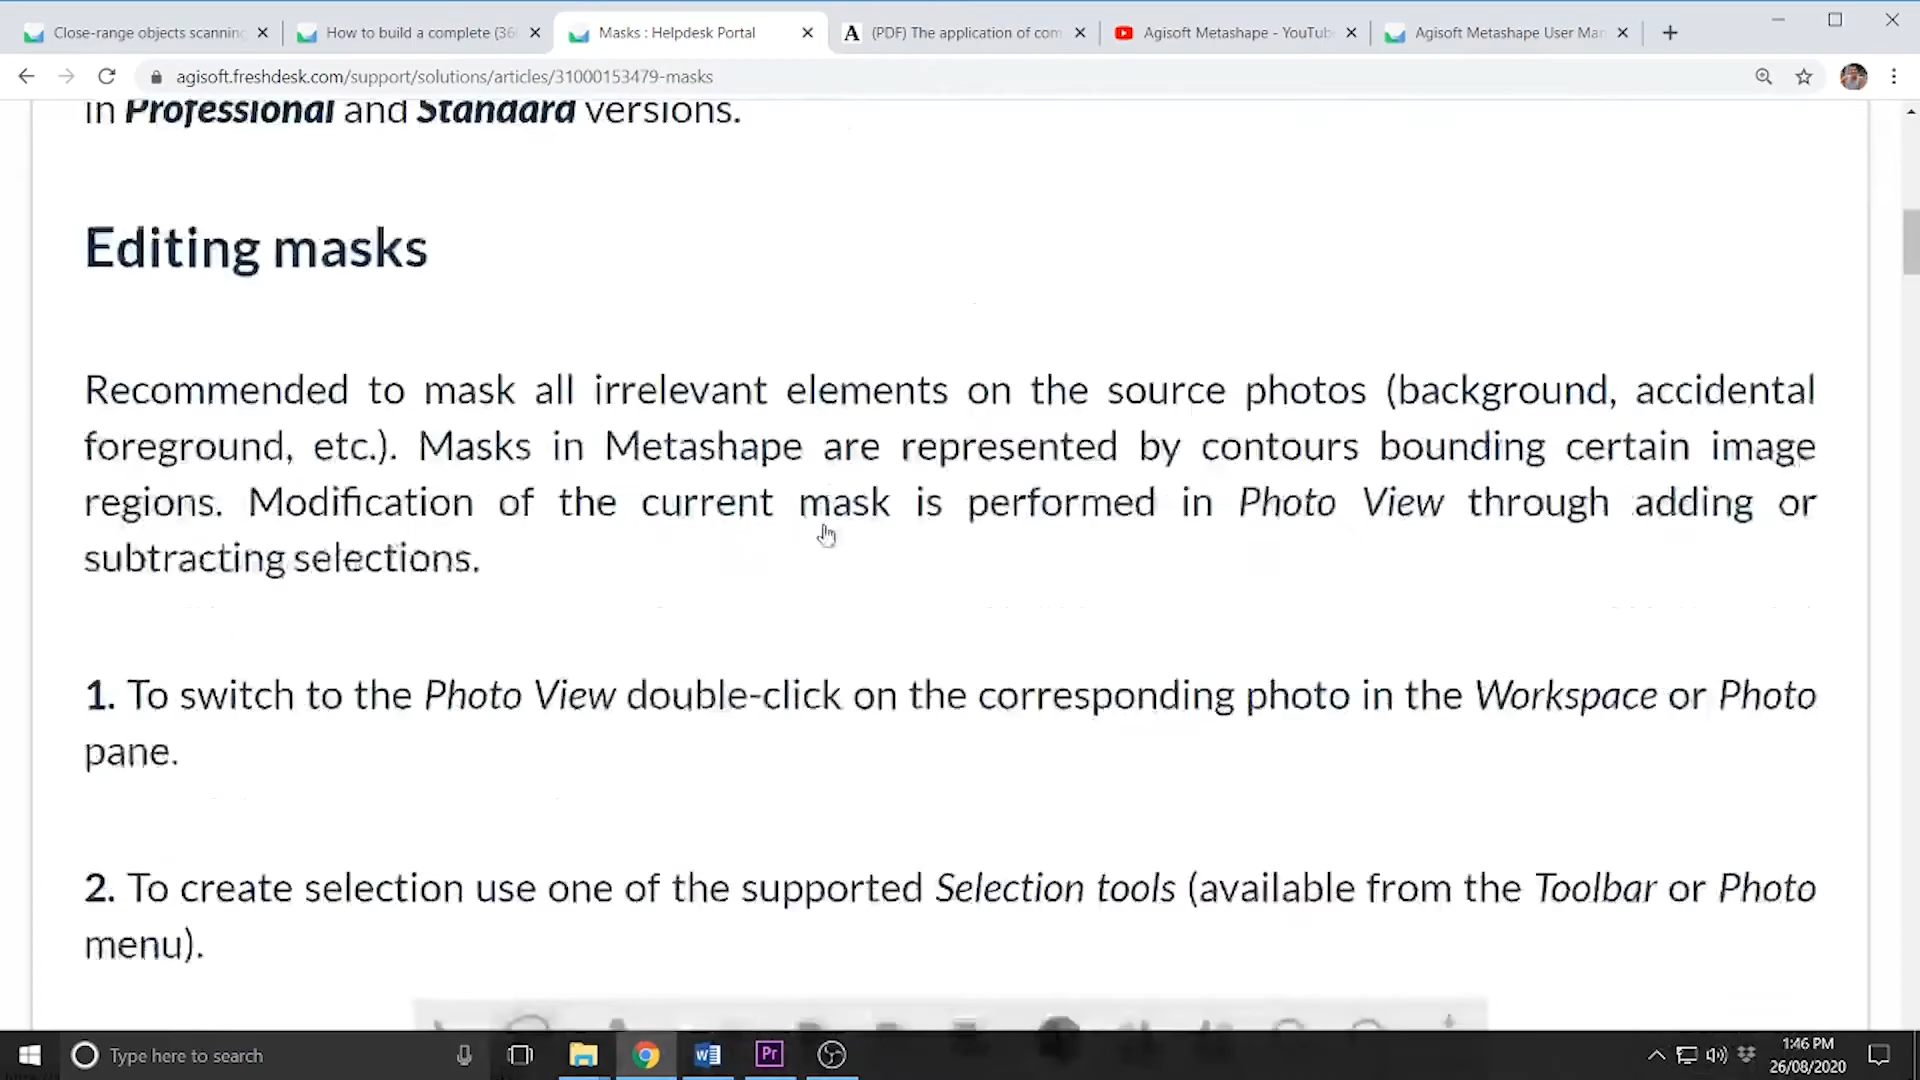 Close-range objects scanning
How to build a complete (36
Masks : Helpdesk Portal
(PDF) The application of com
Agisoft Metashape - YouTub
Agisoft Metashape User Man
agisoft.freshdesk.com/support/solutions/articles/31000153479-masks
in Professional and Standard versions.
Editing masks
Recommended to mask all irrelevant elements on the source photos (background, accidental
foreground, etc.). Masks in Metashape are represented by contours bounding certain image
regions. Modification of the current mask is performed in Photo View through adding or
subtracting selections.
1. To switch to the Photo View double-click on the corresponding photo in the Workspace or Photo
pane.
2. To create selection use one of the supported Selection tools (available from the Toolbar or Photo
menu).
Type here to search
1:46 PM
26/08/2020